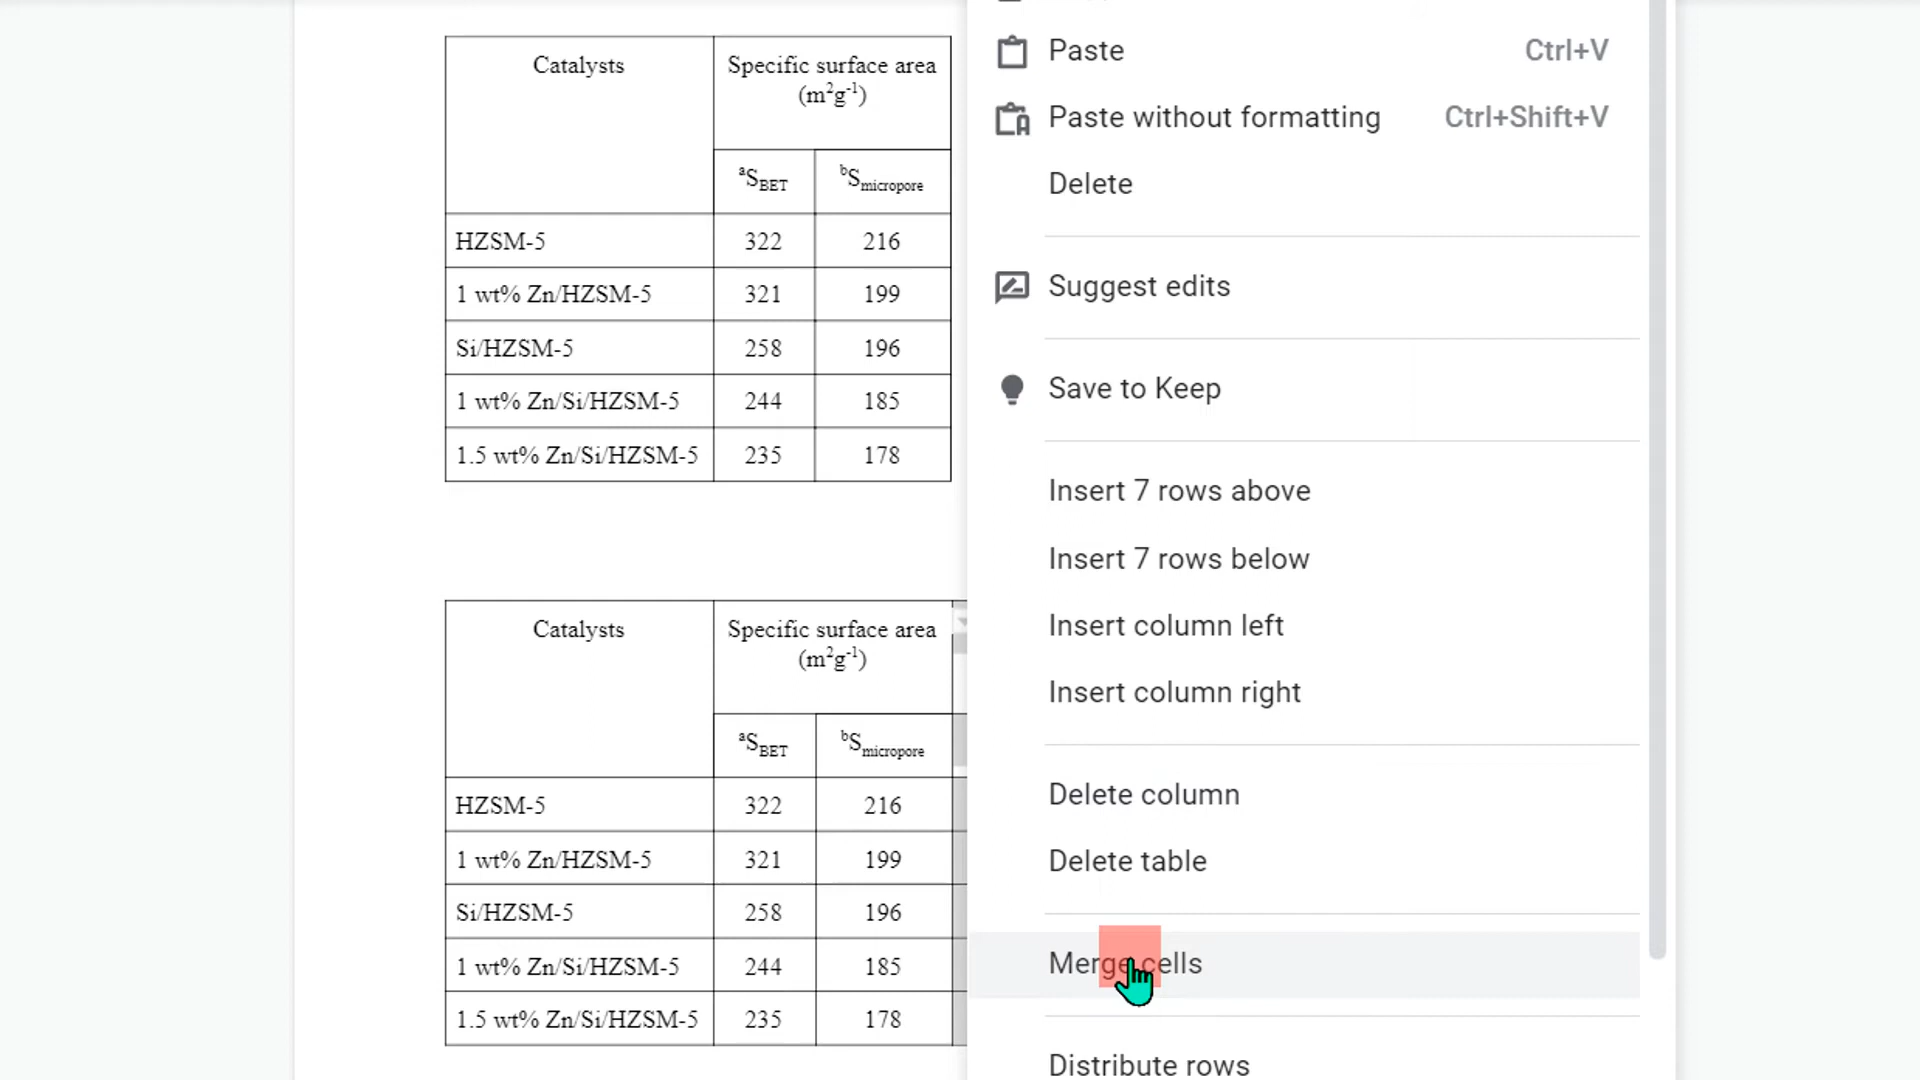 Catalysts
Specific surface area
(m²g⁻¹)
ᵃS_BET
ᵇS_micropore
HZSM-5 322 216
1 wt% Zn/HZSM-5 321 199
Si/HZSM-5 258 196
1 wt% Zn/Si/HZSM-5 244 185
1.5 wt% Zn/Si/HZSM-5 235 178
Catalysts
Specific surface area
(m²g⁻¹)
ᵃS_BET
ᵇS_micropore
HZSM-5 322 216
1 wt% Zn/HZSM-5 321 199
Si/HZSM-5 258 196
1 wt% Zn/Si/HZSM-5 244 185
1.5 wt% Zn/Si/HZSM-5 235 178
Paste Ctrl+V
Paste without formatting Ctrl+Shift+V
Delete
Suggest edits
Save to Keep
Insert 7 rows above
Insert 7 rows below
Insert column left
Insert column right
Delete column
Delete table
Merge cells
Distribute rows